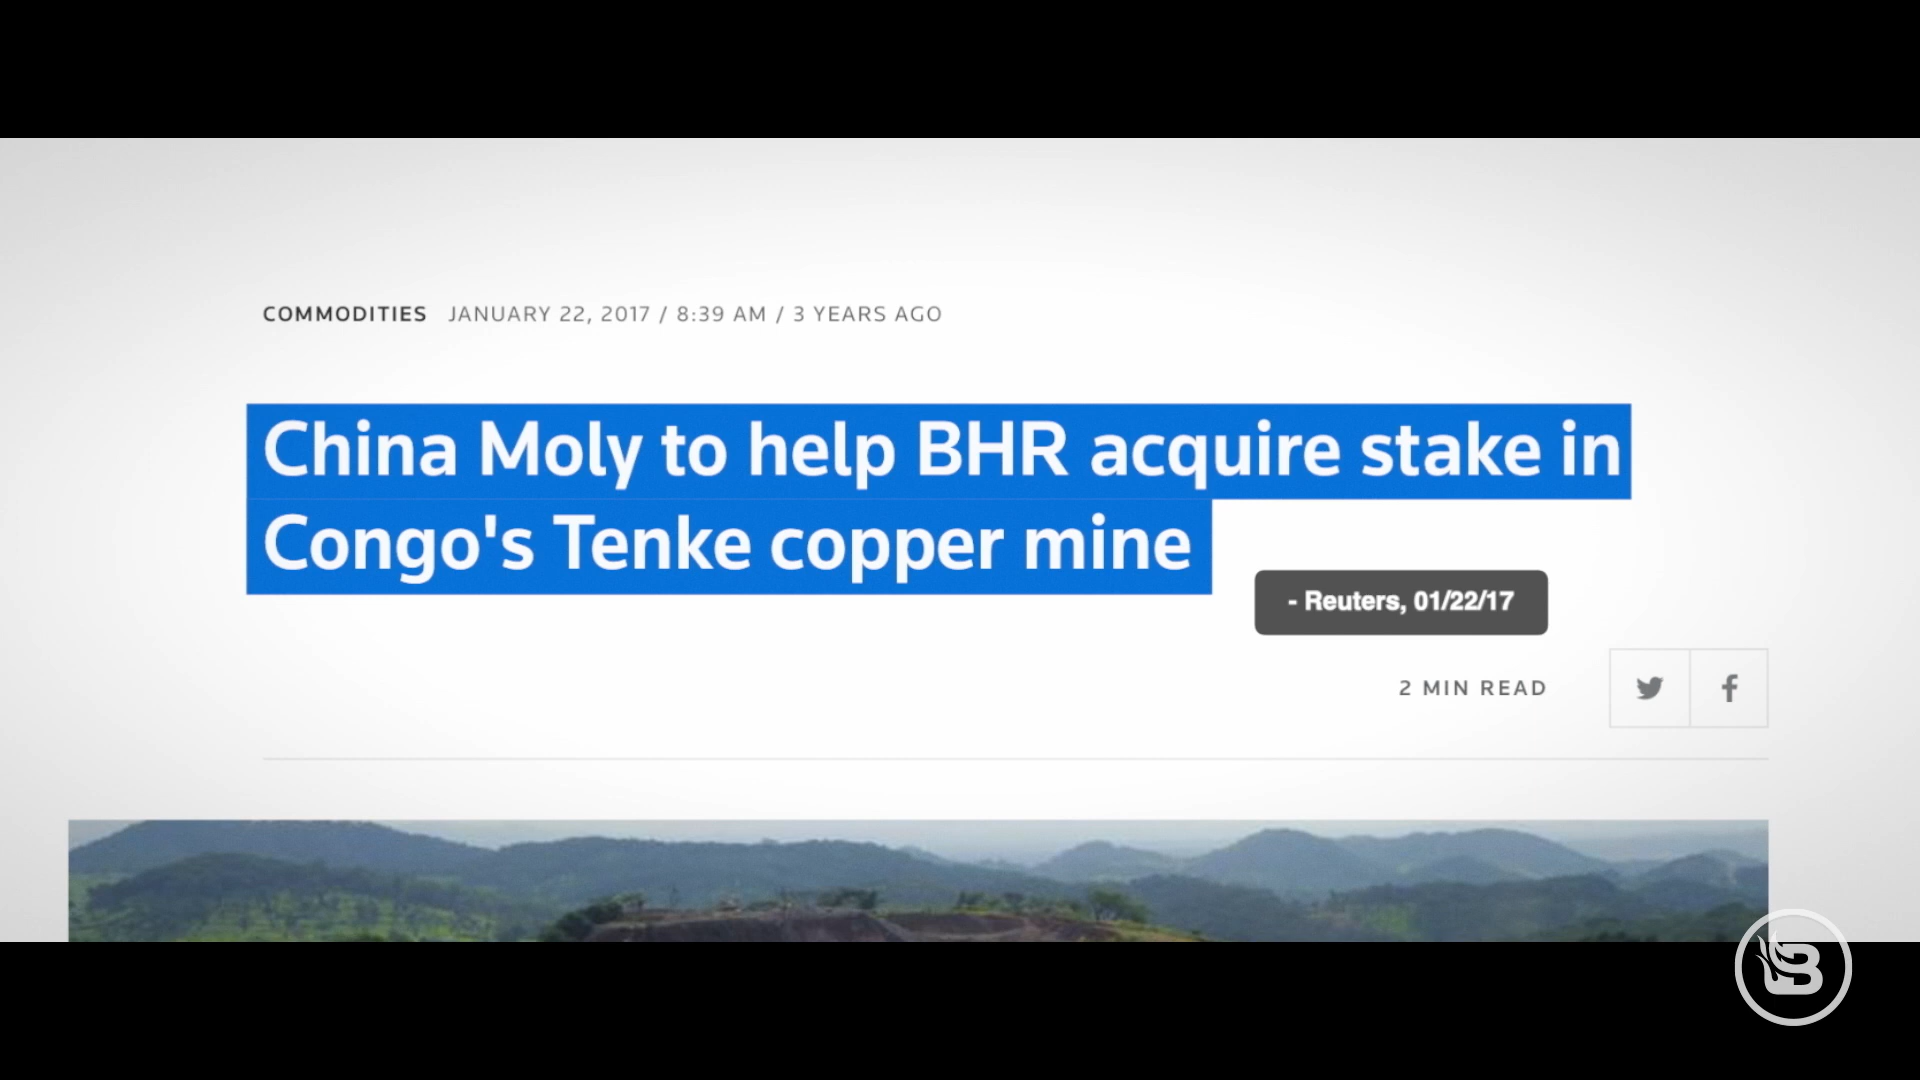 COMMODITIES JANUARY 22, 2017 / 8:39 AM / 3 YEARS AGO
China Moly to help BHR acquire stake in
Congo's Tenke copper mine
- Reuters, 01/22/17
2 MIN READ